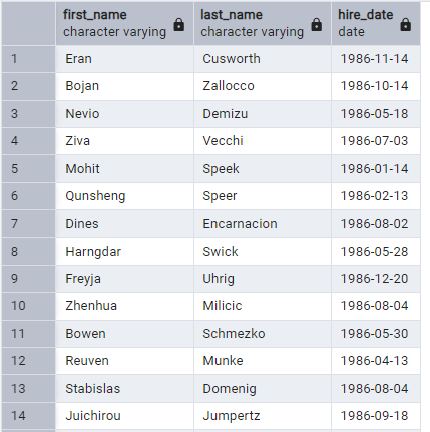 first_name last_name hire_date
character varying character varying date
1 Eran Cusworth 1986-11-14
2 Bojan Zallocco 1986-10-14
3 Nevio Demizu 1986-05-18
4 Ziva Vecchi 1986-07-03
5 Mohit Speek 1986-01-14
6 Qunsheng Speer 1986-02-13
7 Dines Encarnacion 1986-08-02
8 Harngdar Swick 1986-05-28
9 Freyja Uhrig 1986-12-20
10 Zhenhua Milicic 1986-08-04
11 Bowen Schmezko 1986-05-30
12 Reuven Munke 1986-04-13
13 Stabislas Domenig 1986-08-04
14 Juichirou Jumpertz 1986-09-18